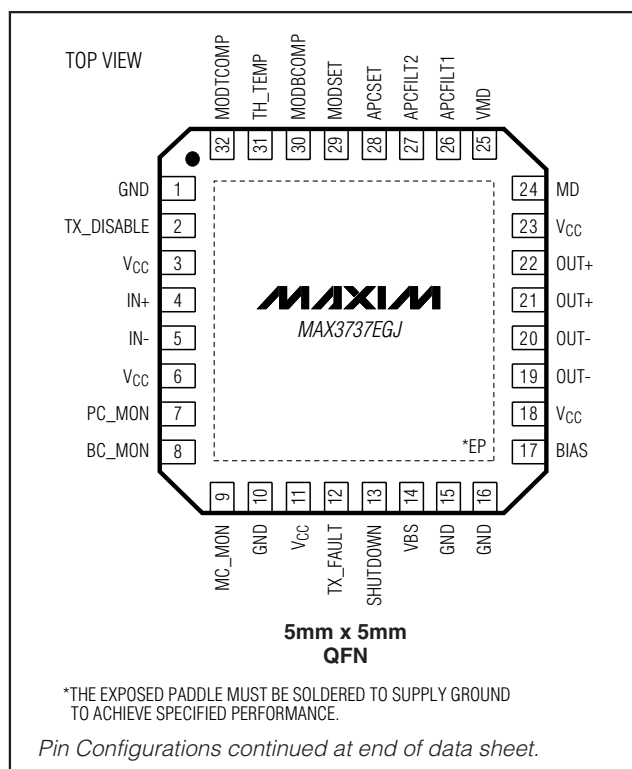 TOP VIEW
MODTCOMP
TH_TEMP
MODBCOMP
MODSET
APCSET
APCFILT2
APCFILT1
VMD
32
31
30
29
28
27
26
25
GND 1
TX_DISABLE 2
VCC 3
IN+ 4
IN- 5
VCC 6
PC_MON 7
BC_MON 8
MAXIM
MAX3737EGJ
*EP
24 MD
23 VCC
22 OUT+
21 OUT+
20 OUT-
19 OUT-
18 VCC
17 BIAS
9
10
11
12
13
14
15
16
MC_MON
GND
VCC
TX_FAULT
SHUTDOWN
VBS
GND
GND
5mm x 5mm
QFN
*THE EXPOSED PADDLE MUST BE SOLDERED TO SUPPLY GROUND
TO ACHIEVE SPECIFIED PERFORMANCE.
Pin Configurations continued at end of data sheet.